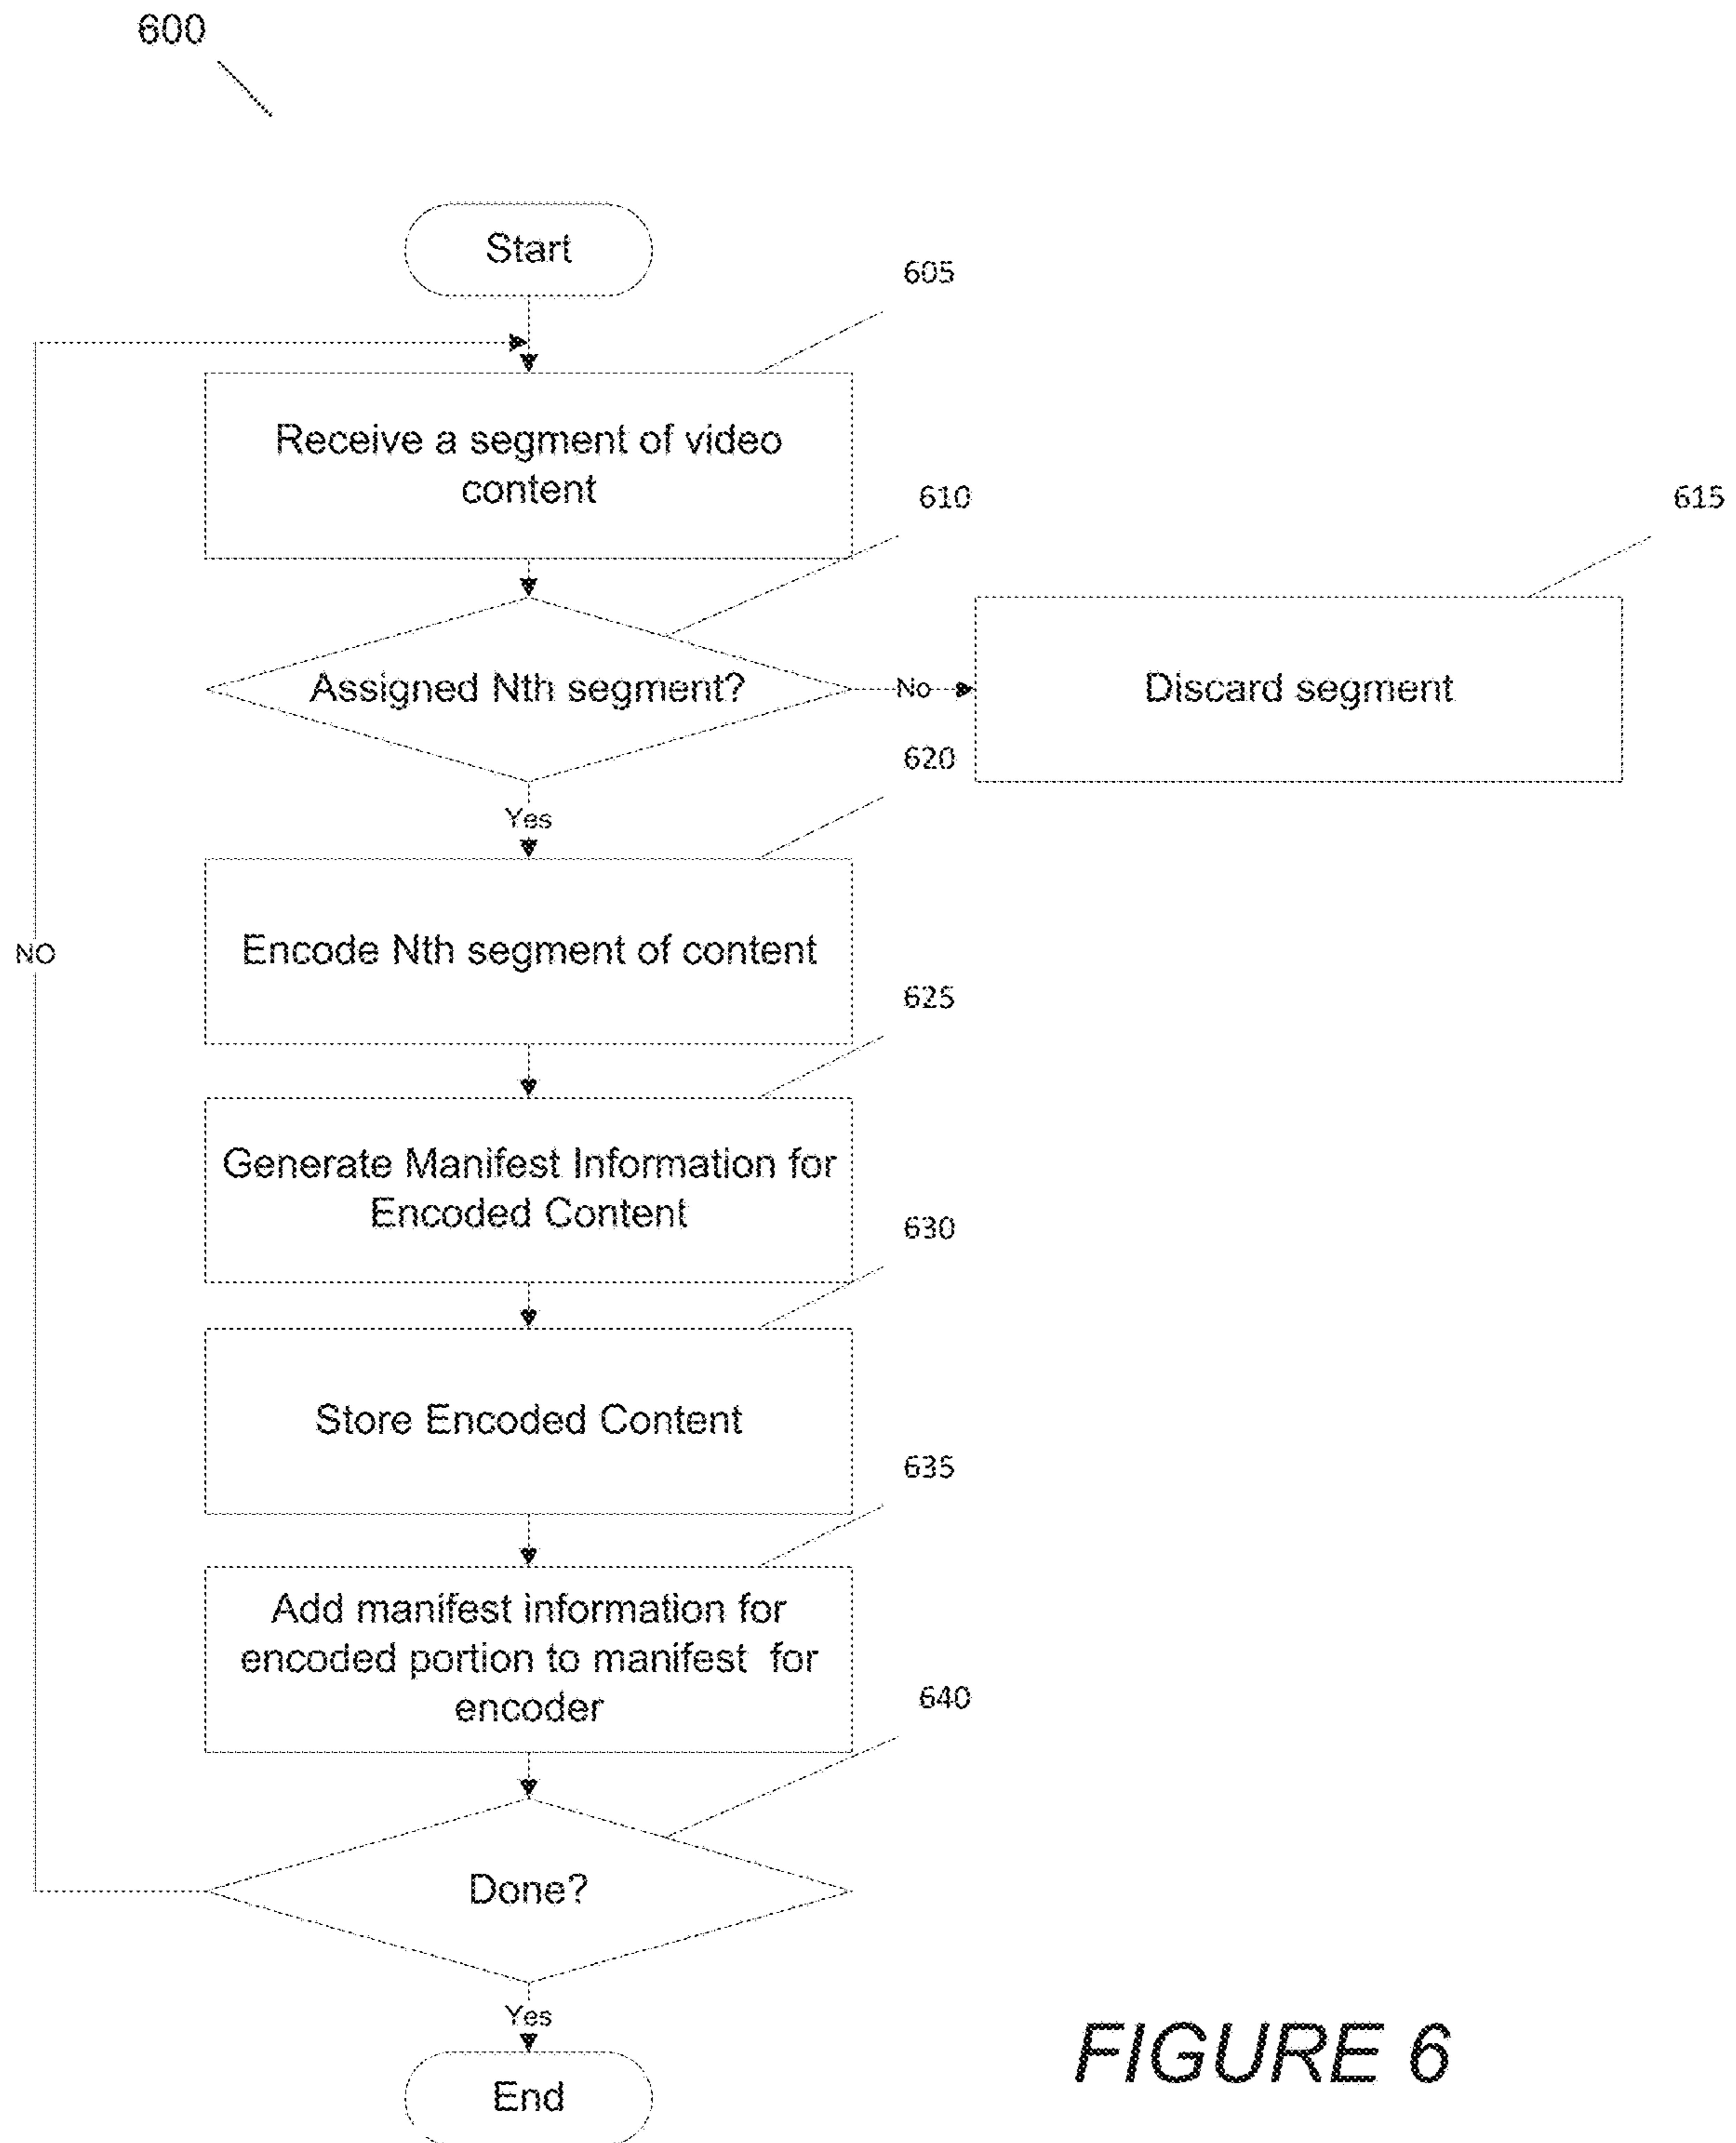 600
Start
605
Receive a segment of video
content
610
615
Assigned Nth segment?
No
Discard segment
620
Yes
Encode Nth segment of content
NO
625
Generate Manifest Information for
Encoded Content
630
Store Encoded Content
635
Add manifest information for
encoded portion to manifest for
encoder
640
Done?
Yes
End
FIGURE 6